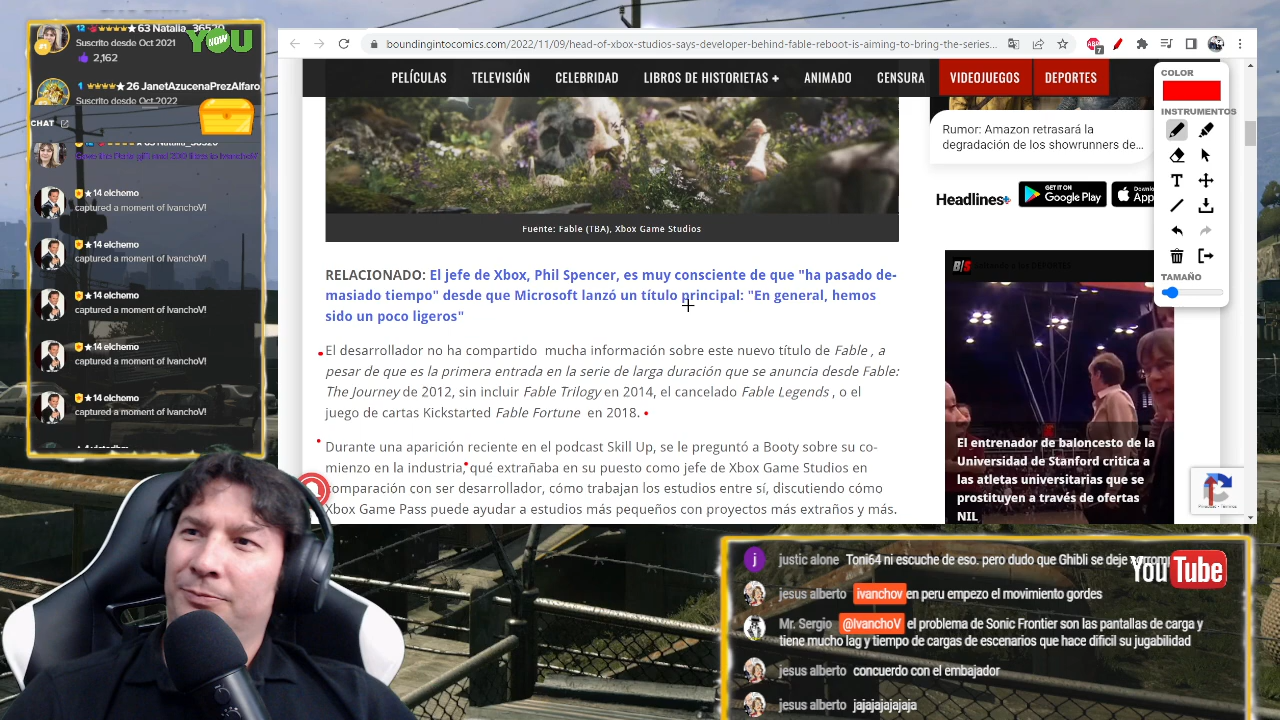 12 ★ 63 Natalia_36520
Suscrito desde Oct 2021
2,162
YOU NOW
#1
1 ★ 26 JanetAzucenaPrezAlfaro
Suscrito desde Oct 2022
CHAT
★ 14 elchemo
captured a moment of IvanchoV!
★ 14 elchemo
captured a moment of IvanchoV!
★ 14 elchemo
captured a moment of IvanchoV!
★ 14 elchemo
captured a moment of IvanchoV!
★ 14 elchemo
captured a moment of IvanchoV!
boundingintocomics.com/2022/11/09/head-of-xbox-studios-says-developer-behind-
7
PELÍCULAS TELEVISIÓN CELEBRIDAD LIBROS DE HISTORIETAS + ANIMADO CENSURA VIDEOJUEGOS DEPORTES
Fuente: Fable (TBA), Xbox Game Studios
RELACIONADO: El jefe de Xbox, Phil Spencer, es muy consciente de que "ha pasado de-
masiado tiempo" desde que Microsoft lanzó un título principal: "En general, hemos
sido un poco ligeros"
El desarrollador no ha compartido mucha información sobre este nuevo título de Fable , a
pesar de que es la primera entrada en la serie de larga duración que se anuncia desde Fable:
The Journey de 2012, sin incluir Fable Trilogy en 2014, el cancelado Fable Legends , o el
juego de cartas Kickstarted Fable Fortune en 2018.
Durante una aparición reciente en el podcast Skill Up, se le preguntó a Booty sobre su co-
mienzo en la industria, qué extrañaba en su puesto como jefe de Xbox Game Studios en
comparación con ser desarrollador, cómo trabajan los estudios entre sí, discutiendo cómo
Xbox Game Pass puede ayudar a estudios más pequeños con proyectos más extraños y más.
Rumor: Amazon retrasará la
degradación de los showrunners de...
Headlines+
GET IT ON
Google Play
App
El entrenador de baloncesto de la
Universidad de Stanford critica a
las atletas universitarias que se
prostituyen a través de ofertas
NIL
COLOR
INSTRUMENTOS
T
TAMAÑO
justic alone Toni64 ni escuche de eso. pero dudo que Ghibli se deje
YouTube
jesus alberto ivanchov en peru empezo el movimiento gordes
Mr. Sergio @IvanchoV el problema de Sonic Frontier son las pantallas de carga y
tiene mucho lag y tiempo de cargas de escenarios que hace dificil su jugabilidad
jesus alberto concuerdo con el embajador
jesus alberto jajajajajajaja